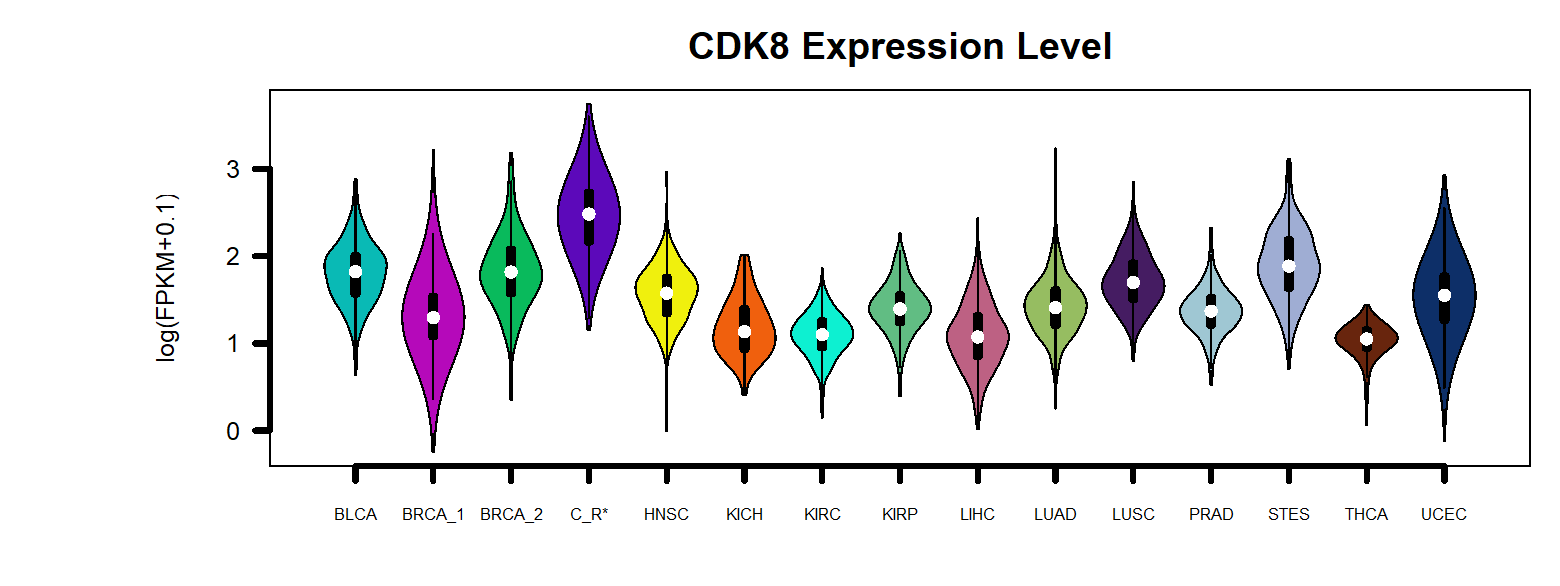 CDK8 Expression Level
log(FPKM+0.1)
3
2
1
0
BLCA BRCA_1 BRCA_2 C_R* HNSC KICH KIRC KIRP LIHC LUAD LUSC PRAD STES THCA UCEC